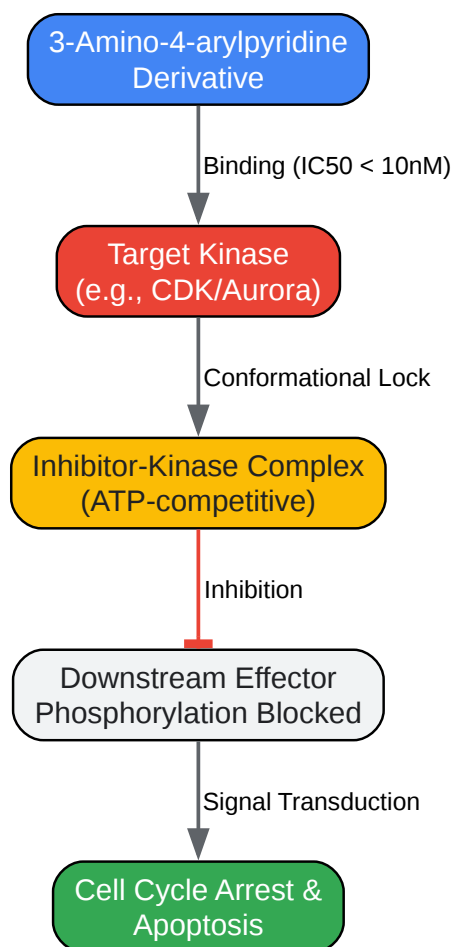 3-Amino-4-arylpyridine
Derivative
Binding (IC50 < 10nM)
Target Kinase
(e.g., CDK/Aurora)
Conformational Lock
Inhibitor-Kinase Complex
(ATP-competitive)
Inhibition
Downstream Effector
Phosphorylation Blocked
Signal Transduction
Cell Cycle Arrest &
Apoptosis